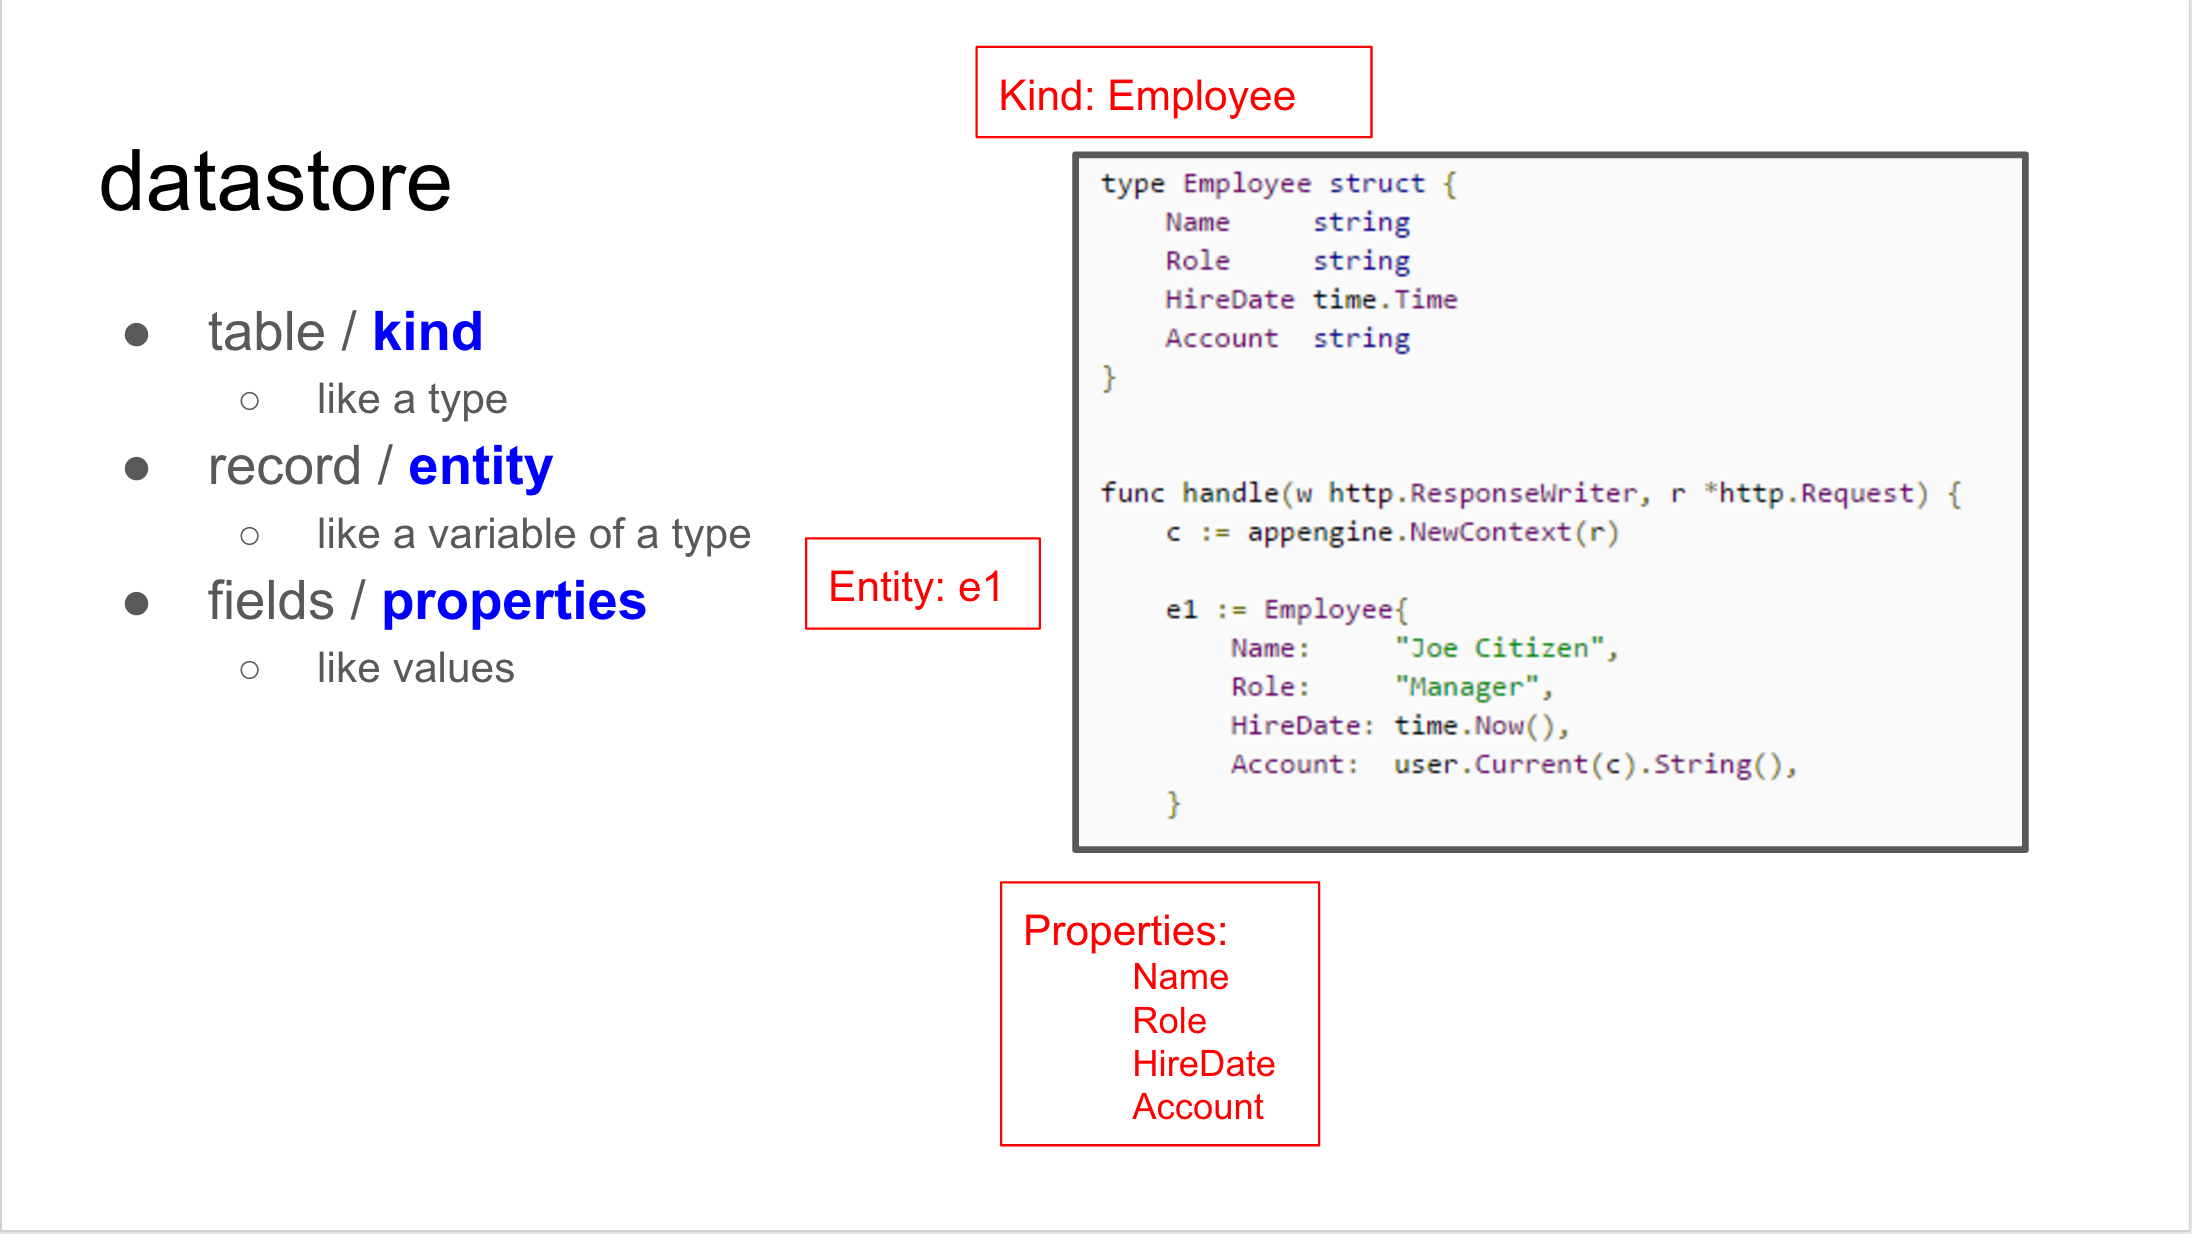 Kind: Employee
datastore
● table / kind
○ like a type
● record / entity
○ like a variable of a type
● fields / properties
○ like values
type Employee struct {
    Name     string
    Role     string
    HireDate time.Time
    Account  string
}
func handle(w http.ResponseWriter, r *http.Request) {
    c := appengine.NewContext(r)
Entity: e1
    e1 := Employee{
        Name:     "Joe Citizen",
        Role:     "Manager",
        HireDate: time.Now(),
        Account:  user.Current(c).String(),
    }
Properties:
Name
Role
HireDate
Account